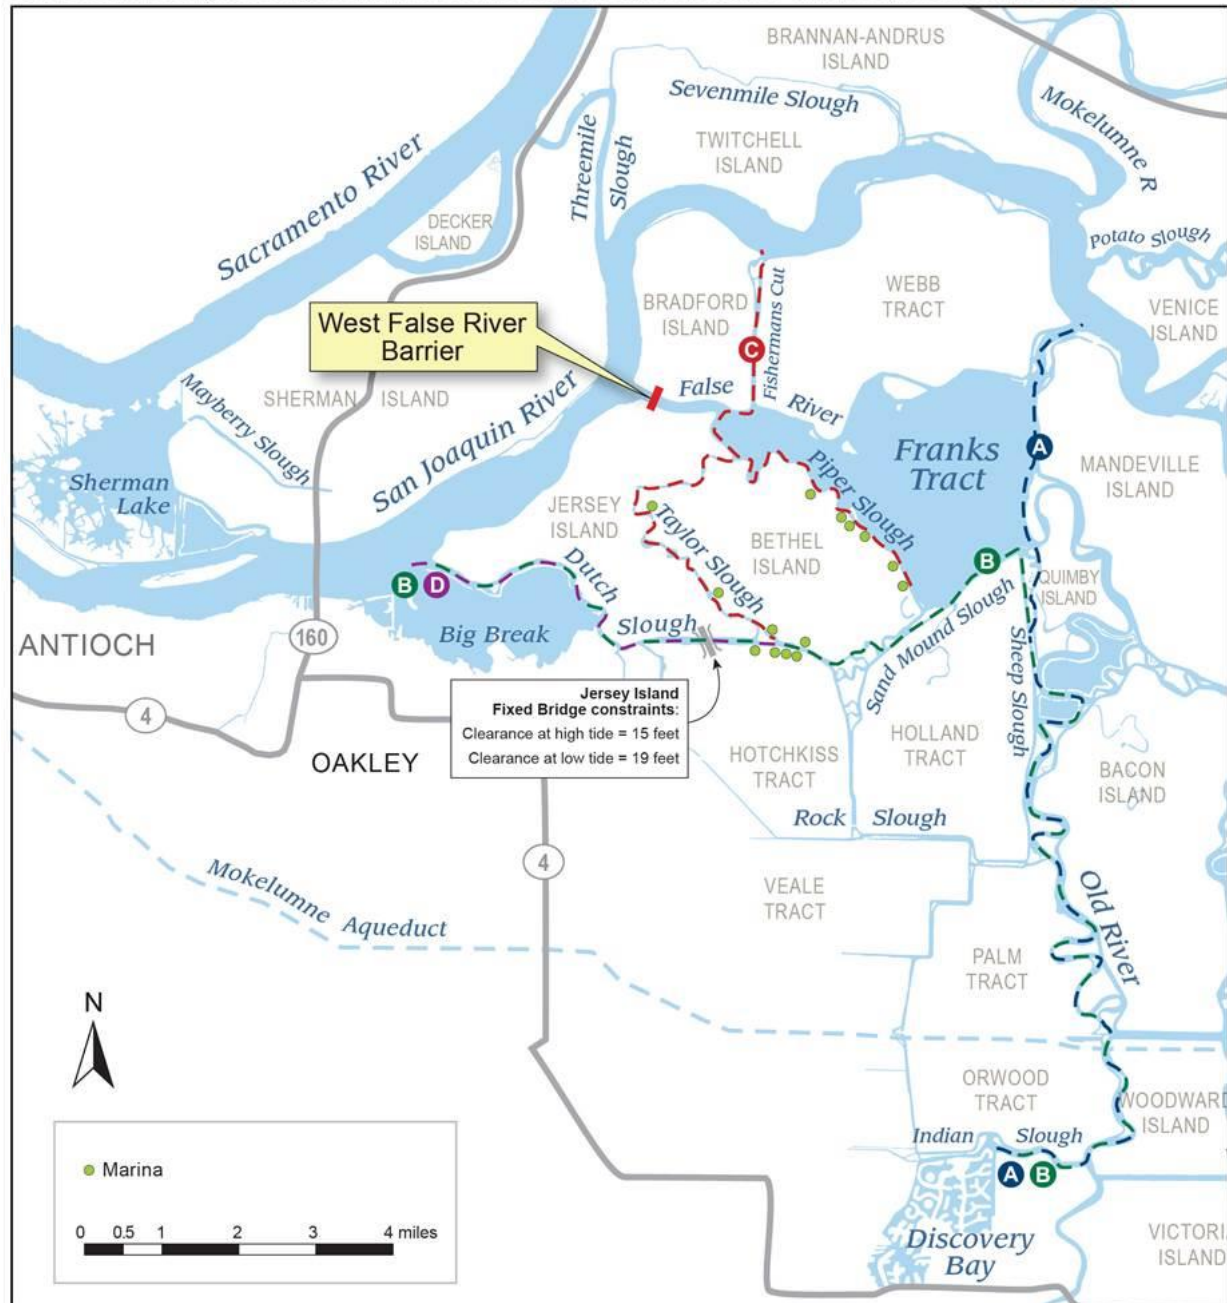 BRANNAN-ANDRUS
ISLAND
Sevenmile Slough
Mokelumne R
TWITCHELL
ISLAND
Threemile
Slough
Sacramento River
DECKER
ISLAND
Potato Slough
BRADFORD
ISLAND
Fishermans Cut
WEBB
TRACT
VENICE
ISLAND
West False River
Barrier
C
False
River
SHERMAN
ISLAND
Mayberry Slough
San Joaquin River
Franks
Tract
A
MANDEVILLE
ISLAND
Sherman
Lake
Piper Slough
JERSEY
ISLAND
Taylor Slough
BETHEL
ISLAND
Dutch
Slough
B
D
B
QUIMBY
ISLAND
Big Break
Sand Mound Slough
Sheep Slough
ANTIOCH
160
4
Jersey Island
Fixed Bridge constraints:
Clearance at high tide = 15 feet
Clearance at low tide = 19 feet
OAKLEY
HOTCHKISS
TRACT
HOLLAND
TRACT
BACON
ISLAND
Rock
Slough
4
VEALE
TRACT
Old River
Mokelumne
Aqueduct
PALM
TRACT
N
ORWOOD
TRACT
WOODWARD
ISLAND
Indian
Slough
A
B
Marina
Discovery
Bay
VICTORI
ISLAND
0 0.5 1 2 3 4 miles